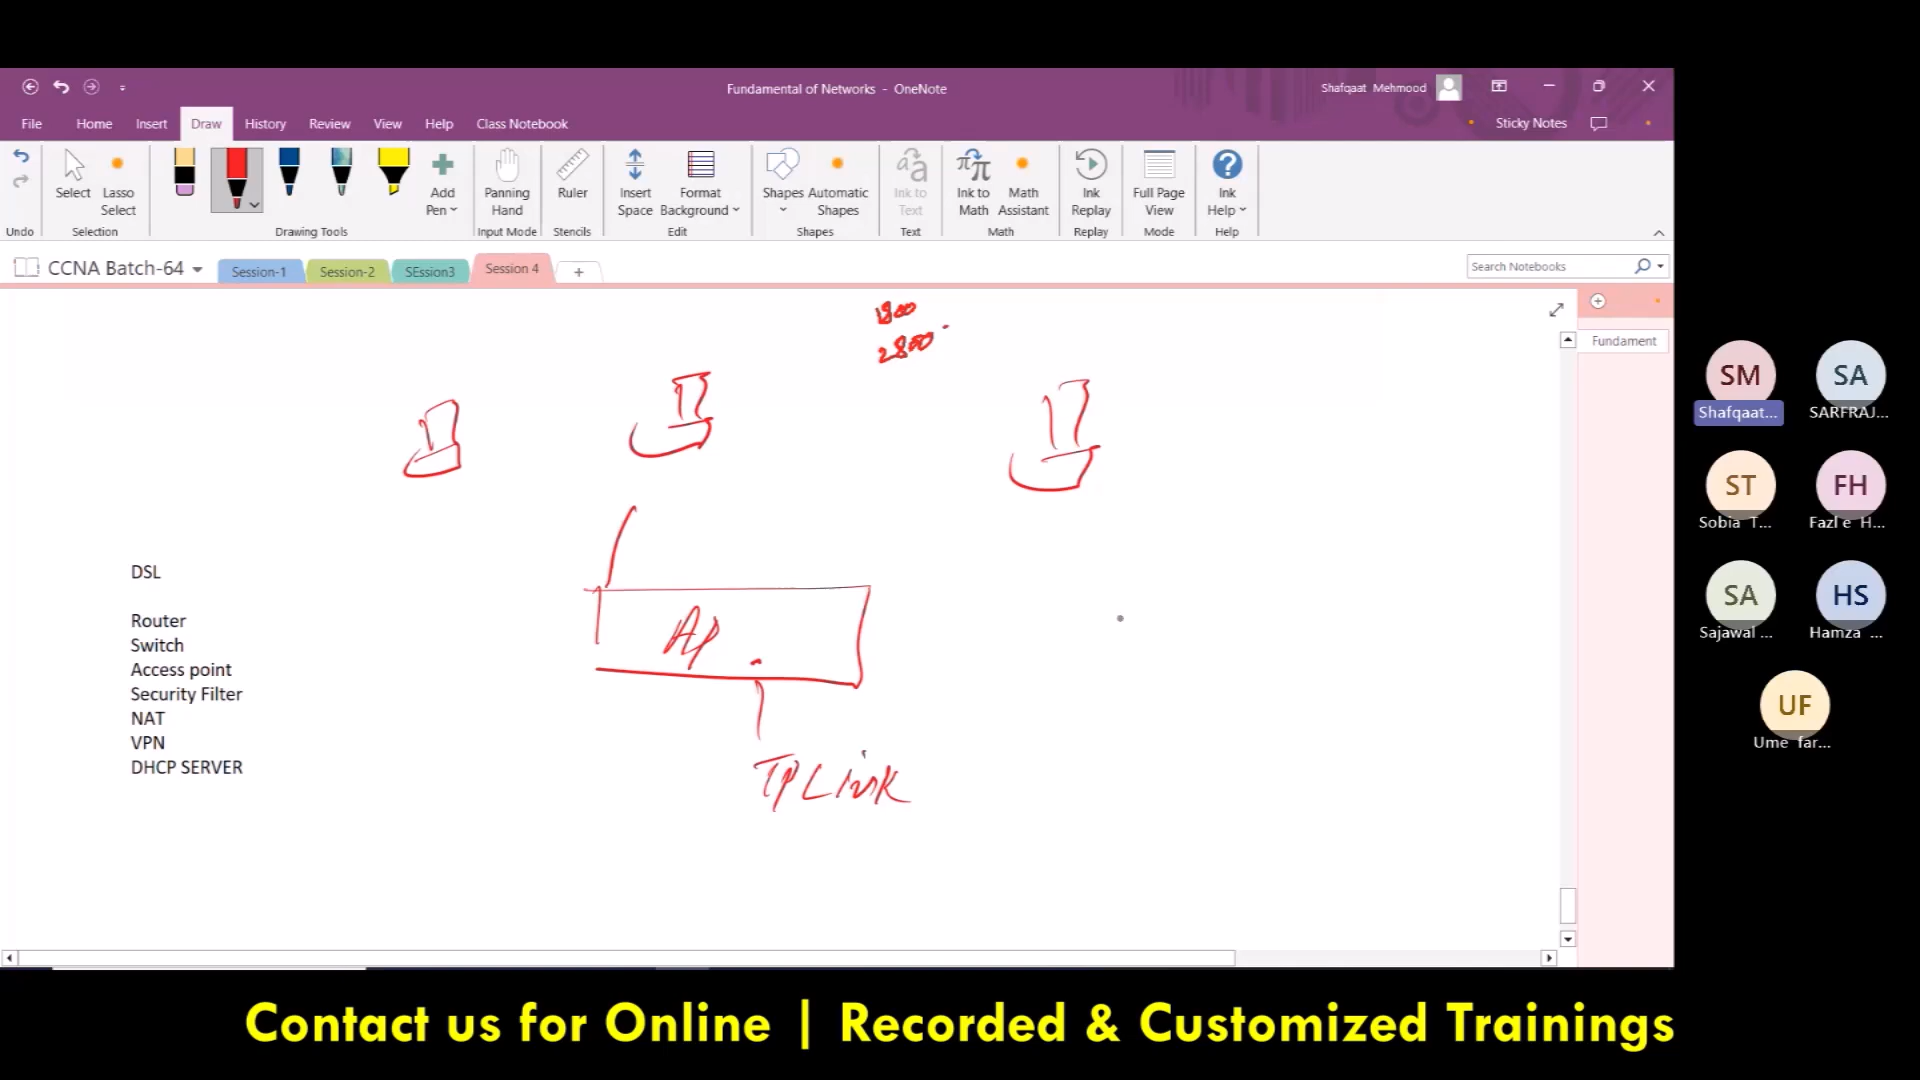 Fundamental of Networks - OneNote
Shafqaat Mehmood
File Home Insert Draw History Review View Help Class Notebook
Sticky Notes
Select
Lasso Select
Add Pen
Panning Hand
Ruler
Insert Space
Format Background
Shapes
Automatic Shapes
Ink to Text
Ink to Math
Math Assistant
Ink Replay
Full Page View
Ink Help
Undo Selection Drawing Tools Input Mode Stencils Edit Shapes Text Math Replay Mode Help
CCNA Batch-64 Session-1 Session-2 SEssion3 Session 4
Search Notebooks
Fundament
1800
2800
DSL
Router
Switch
Access point
Security Filter
NAT
VPN
DHCP SERVER
AP
TPLink
SM
Shafqaat...
SA
SARFRAJ...
ST
Sobia T...
FH
Fazl e H...
SA
Sajawal ...
HS
Hamza ...
UF
Ume far...
Contact us for Online | Recorded & Customized Trainings